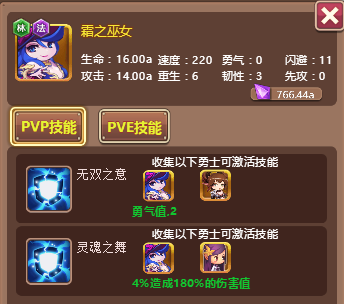 林 法 霜之巫女
生命：16.00a 速度：220 勇气：0 闪避：11
攻击：14.00a 重生：6 韧性：3 先攻：0
766.44a
PVP技能 PVE技能
收集以下勇士可激活技能
无双之意
勇气值.2
收集以下勇士可激活技能
灵魂之舞
4%造成180%的伤害值